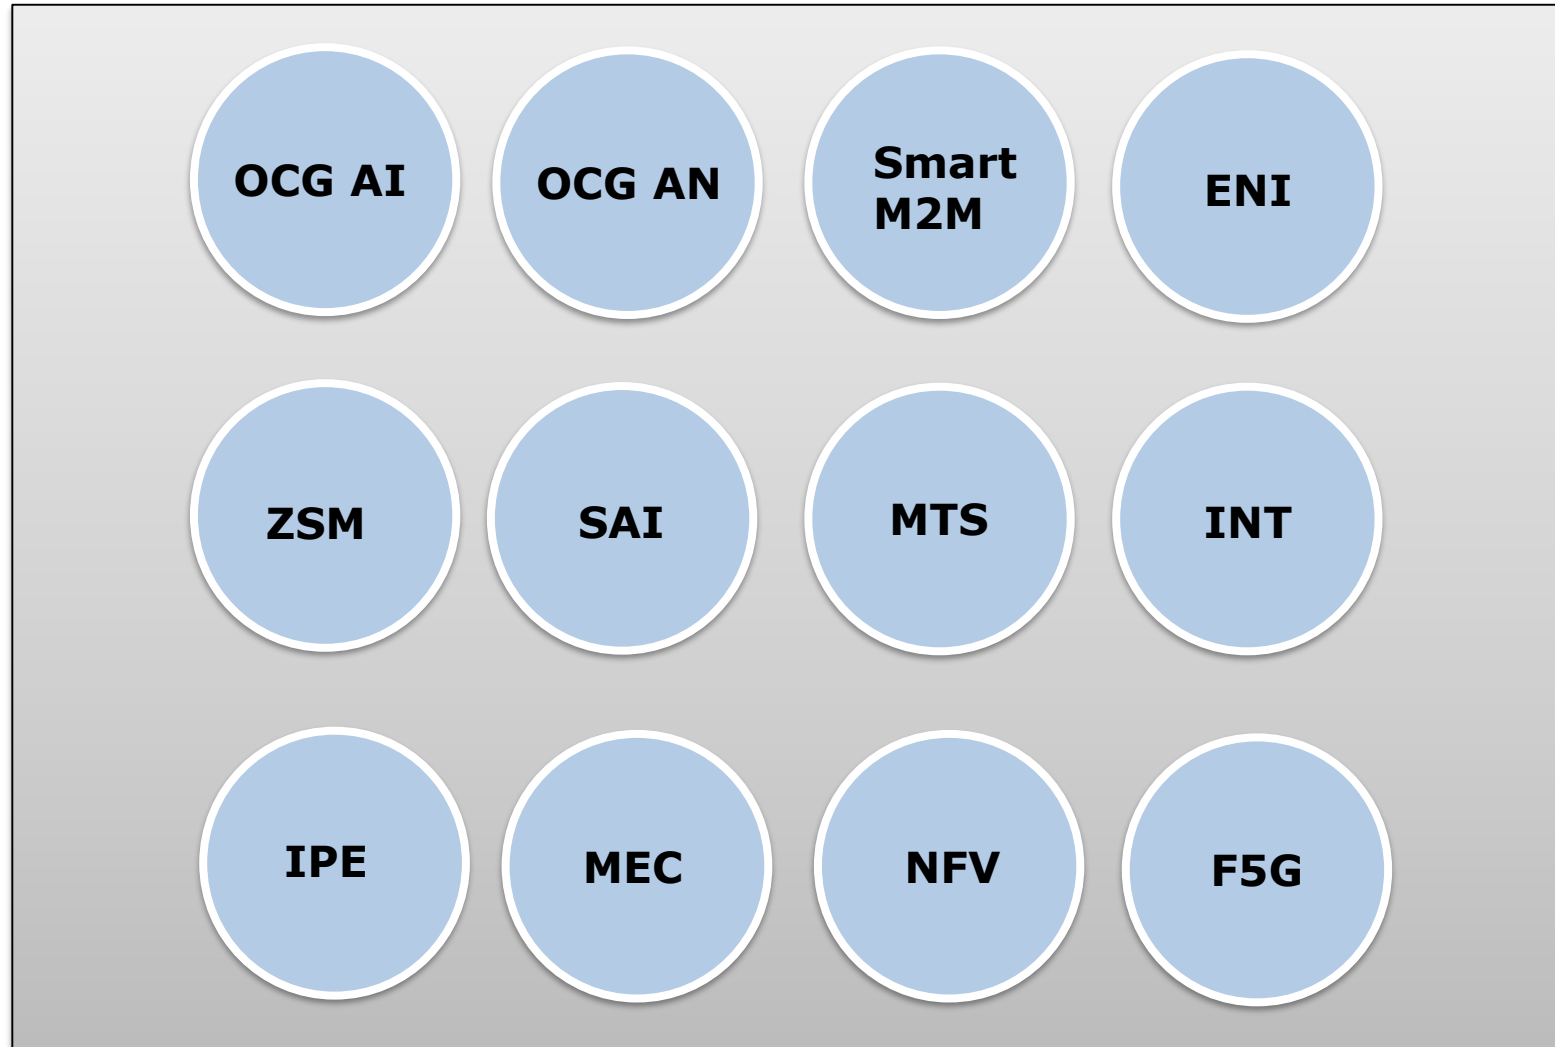 OCG AI
OCG AN
Smart
M2M
ENI
ZSM
SAI
MTS
INT
IPE
MEC
NFV
F5G